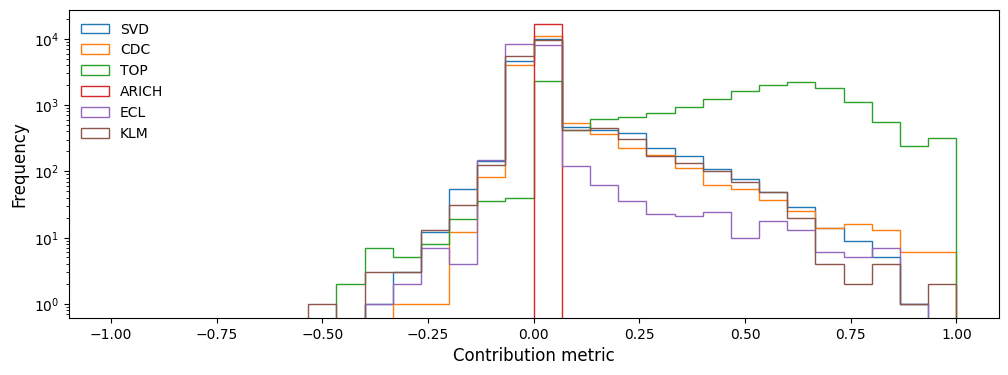 SVD
CDC
TOP
ARICH
ECL
KLM
Frequency
10⁴
10³
10²
10¹
10⁰
−1.00 −0.75 −0.50 −0.25 0.00 0.25 0.50 0.75 1.00
Contribution metric